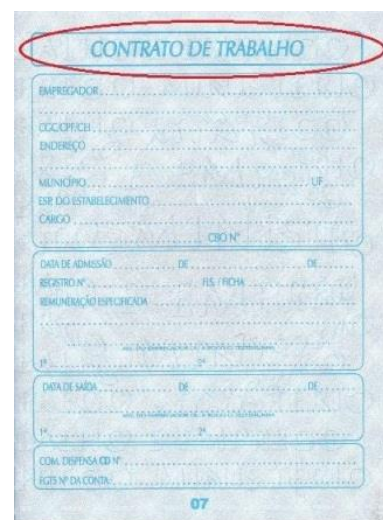 CONTRATO DE TRABALHO
EMPREGADOR
CGC/CPF/CEI
ENDEREÇO
MUNICÍPIO UF
ESP. DO ESTABELECIMENTO
CARGO
CBO Nº
DATA DE ADMISSÃO DE DE
REGISTRO Nº FLS. / FICHA
REMUNERAÇÃO ESPECIFICADA
1º 2º
DATA DE SAÍDA DE DE
1º 2º
COM. DISPENSA CD Nº
FGTS Nº DA CONTA
07